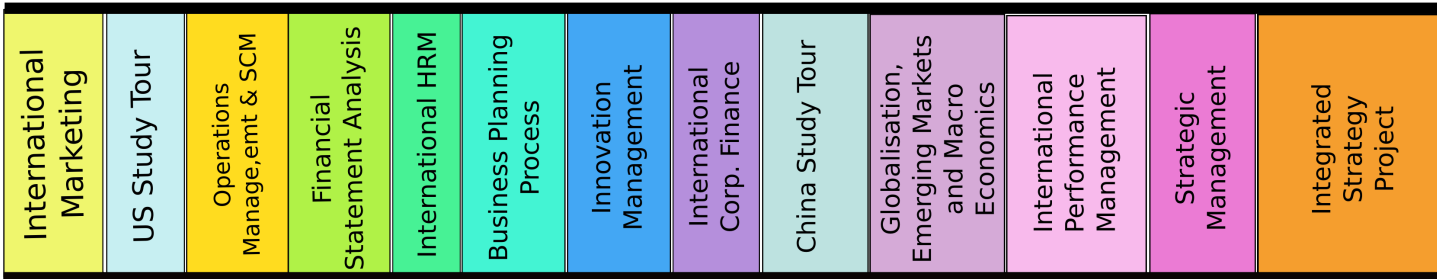 International
Marketing
US Study Tour
Operations
Manage,emt & SCM
Financial
Statement Analysis
International HRM
Business Planning
Process
Innovation
Management
International
Corp. Finance
China Study Tour
Globalisation,
Emerging Markets
and Macro
Economics
International
Performance
Management
Strategic
Management
Integrated
Strategy
Project